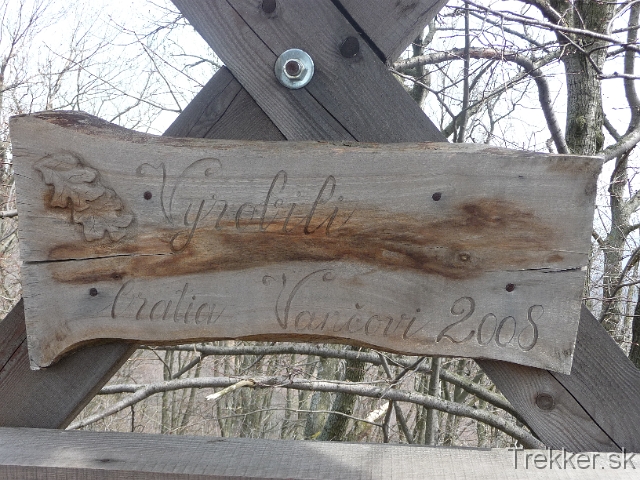 Vyrobili
bratia Vančovi 2008
Trekker.sk